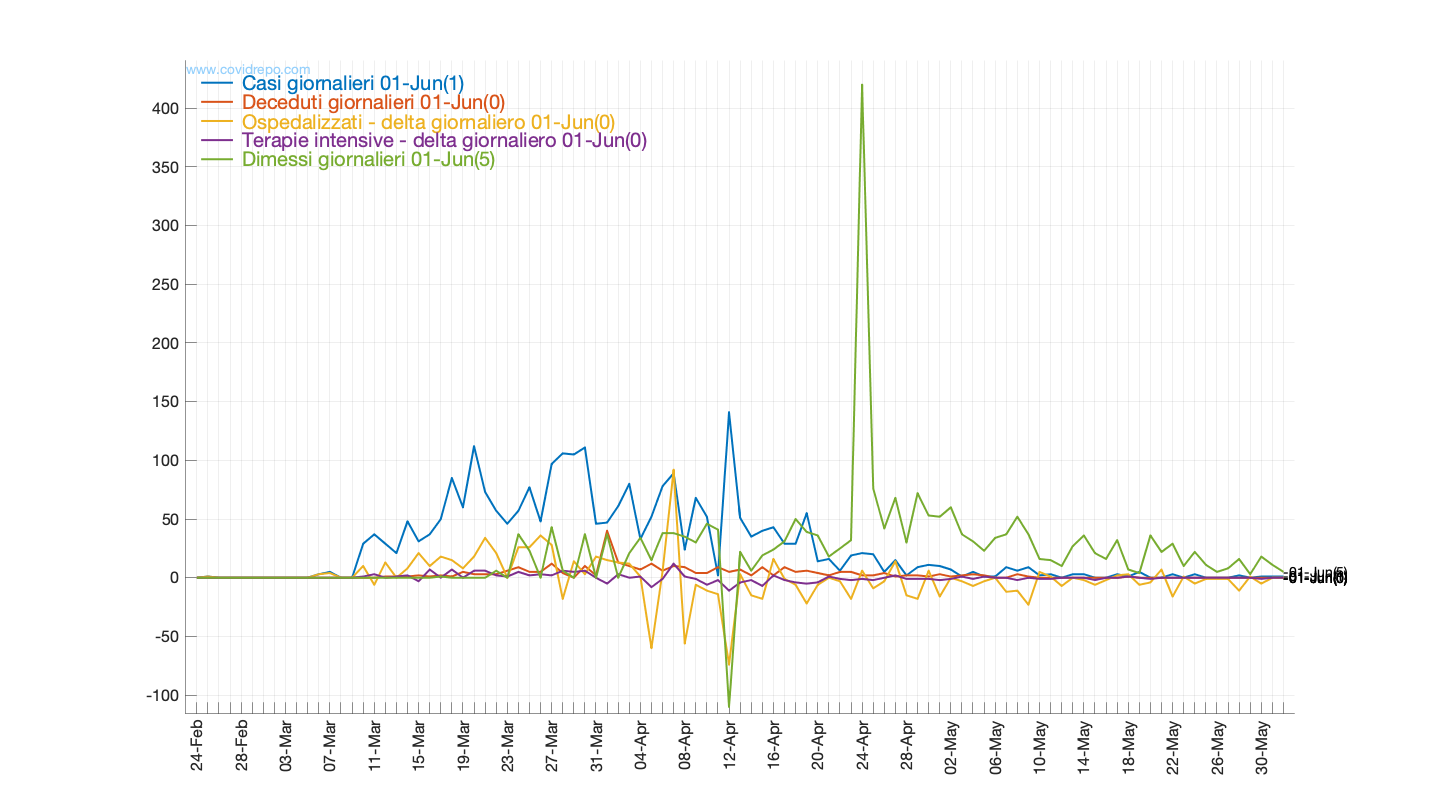 www.covidrepo.com
Casi giornalieri 01-Jun(1)
Deceduti giornalieri 01-Jun(0)
Ospedalizzati - delta giornaliero 01-Jun(0)
Terapie intensive - delta giornaliero 01-Jun(0)
Dimessi giornalieri 01-Jun(5)
400
350
300
250
200
150
100
50
0
-50
-100
24-Feb
28-Feb
03-Mar
07-Mar
11-Mar
15-Mar
19-Mar
23-Mar
27-Mar
31-Mar
04-Apr
08-Apr
12-Apr
16-Apr
20-Apr
24-Apr
28-Apr
02-May
06-May
10-May
14-May
18-May
22-May
26-May
30-May